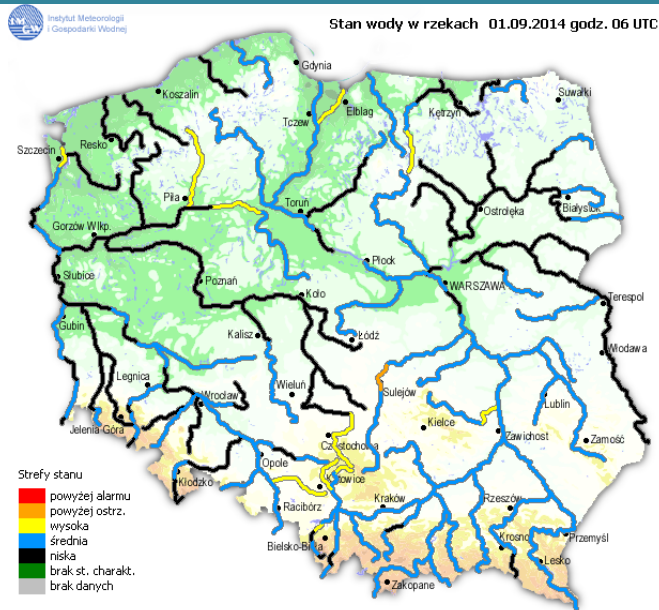 Instytut Meteorologii
i Gospodarki Wodnej
Stan wody w rzekach 01.09.2014 godz. 06 UTC
Gdynia
Koszalin
Suwałki
Tczew
Elbląg
Kętrzyn
Resko
Szczecin
Piła
Toruń
Ostrołęka
Białystok
Gorzów Wlkp.
Płock
Słubice
Poznań
WARSZAWA
Koło
Terespol
Gubin
Kalisz
Łódź
Włodawa
Legnica
Wieluń
Sulejów
Wrocław
Lublin
Jelenia Góra
Kielce
Zawichost
Zamość
Częstochowa
Opole
Strefy stanu
Kłodzko
Katowice
powyżej alarmu
Racibórz
Kraków
Rzeszów
powyżej ostrz.
wysoka
Przemyśl
średnia
Bielsko-Biała
Krosno
niska
Lesko
brak st. charakt.
Zakopane
brak danych